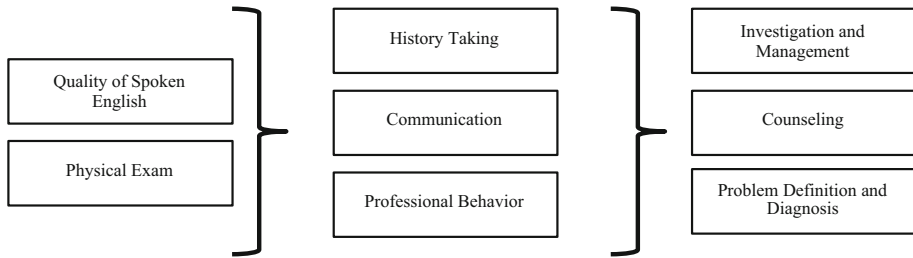 Quality of Spoken
English
Physical Exam
History Taking
Communication
Professional Behavior
Investigation and
Management
Counseling
Problem Definition and
Diagnosis